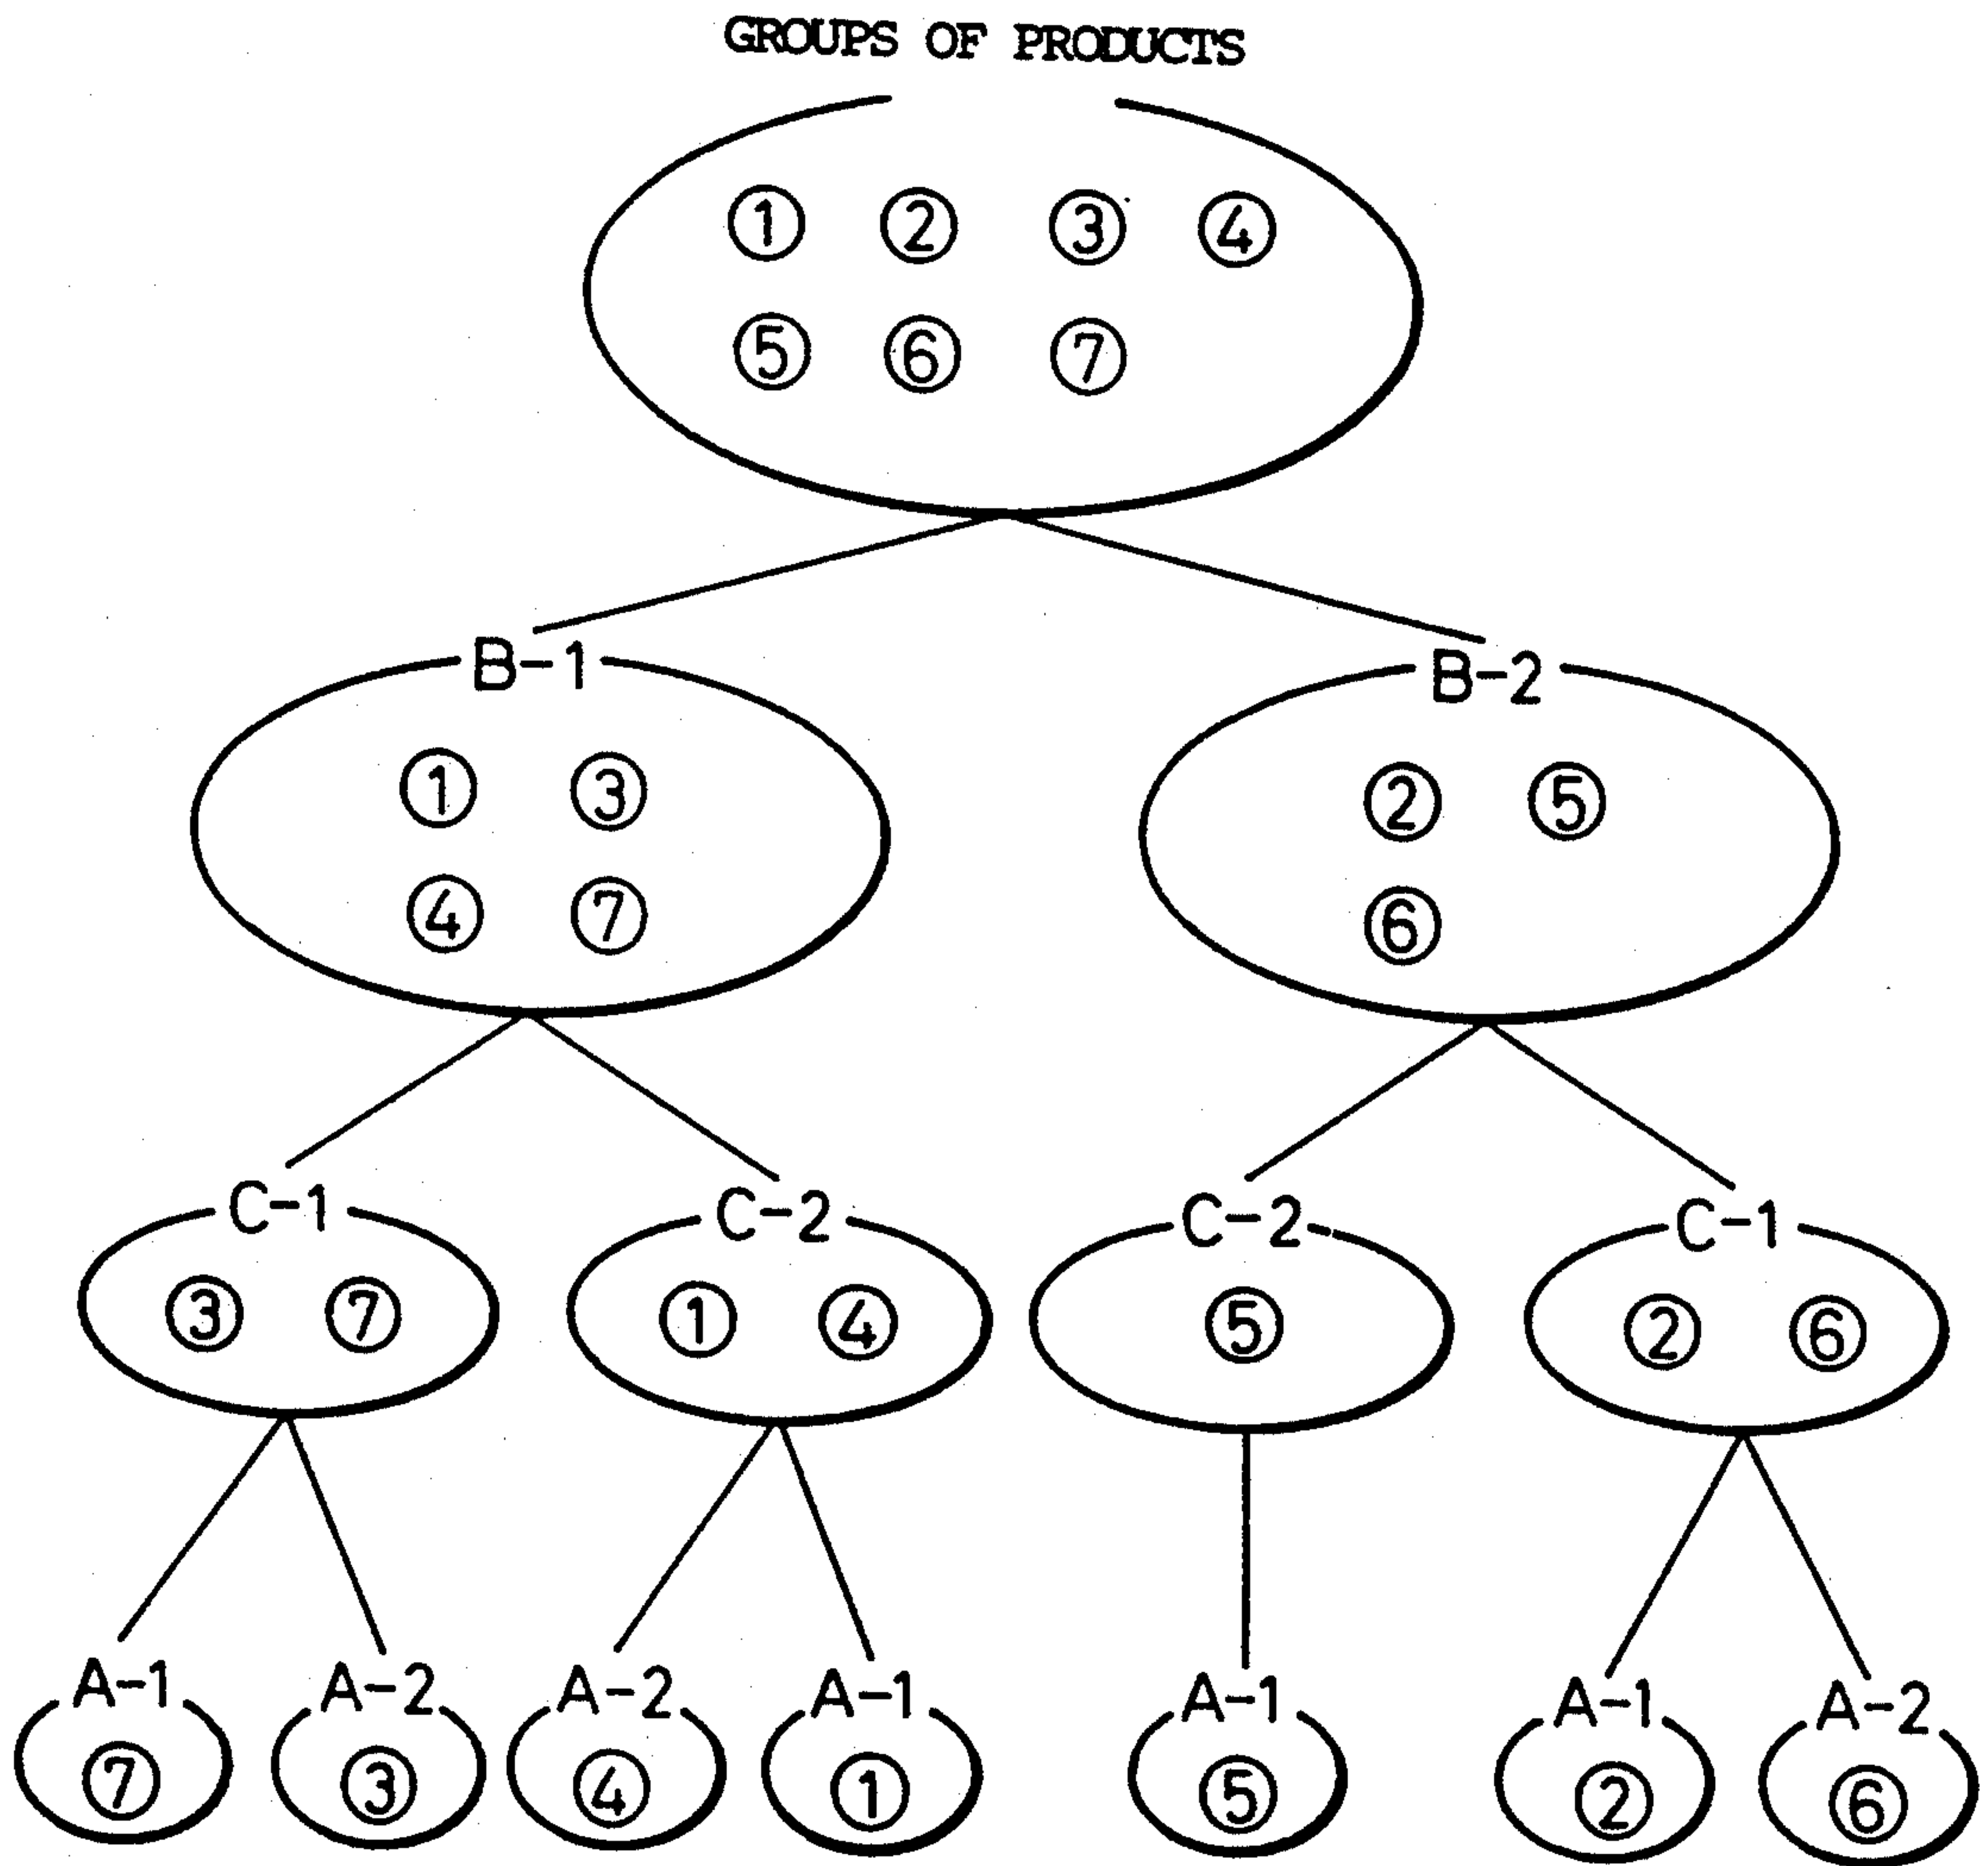 GROUPS OF PRODUCTS
① ② ③ ④
⑤ ⑥ ⑦
B-1 B-2
① ③ ② ⑤
④ ⑦ ⑥
C-1 C-2 C-2 C-1
③ ⑦ ① ④ ⑤ ② ⑥
A-1 A-2 A-2 A-1 A-1 A-1 A-2
⑦ ③ ④ ① ⑤ ② ⑥